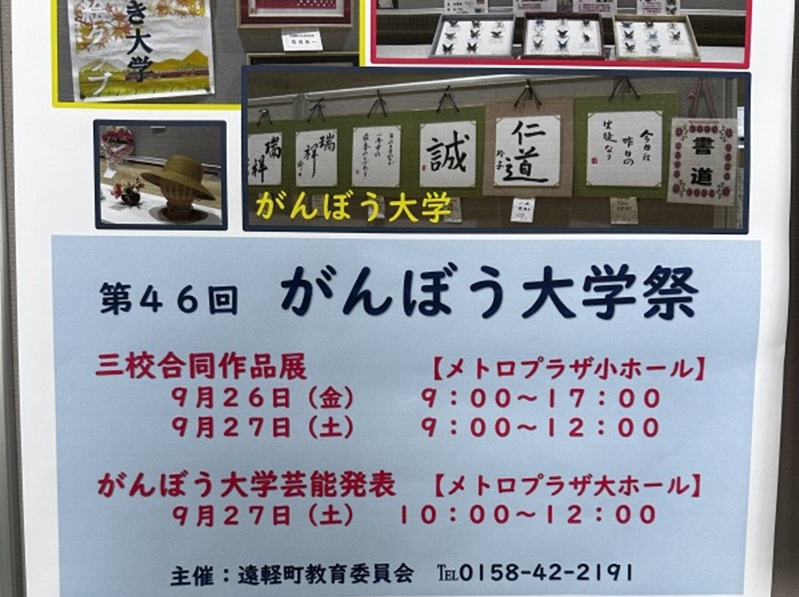 き大学
瑞祥
瑞祥
誠
仁道
今日は
昨日の
生徒なり
書道
がんぼう大学
第46回 がんぼう大学祭
三校合同作品展 【メトロプラザ小ホール】
9月26日(金) 9:00~17:00
9月27日(土) 9:00~12:00
がんぼう大学芸能発表 【メトロプラザ大ホール】
9月27日(土) 10:00~12:00
主催:遠軽町教育委員会 ℡0158-42-2191